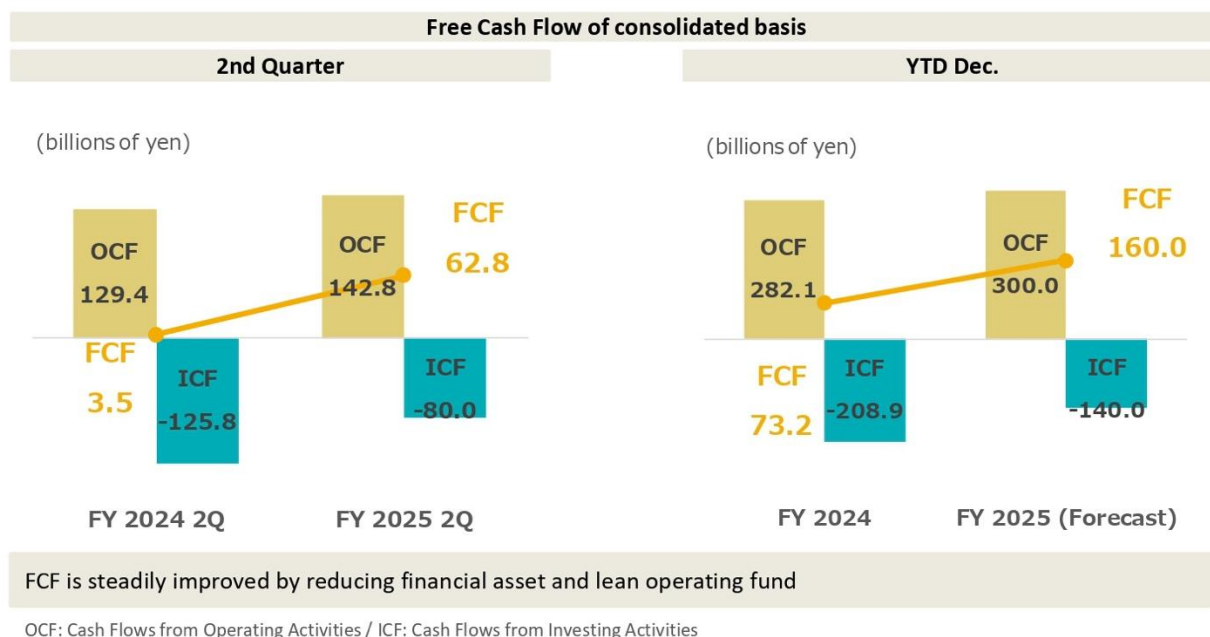 Free Cash Flow of consolidated basis
2nd Quarter
(billions of yen)
OCF
129.4
FCF
3.5
ICF
-125.8
OCF
142.8
FCF
62.8
ICF
-80.0
FY 2024 2Q
FY 2025 2Q
YTD Dec.
(billions of yen)
OCF
282.1
FCF
73.2
ICF
-208.9
OCF
300.0
FCF
160.0
ICF
-140.0
FY 2024
FY 2025 (Forecast)
FCF is steadily improved by reducing financial asset and lean operating fund
OCF: Cash Flows from Operating Activities / ICF: Cash Flows from Investing Activities